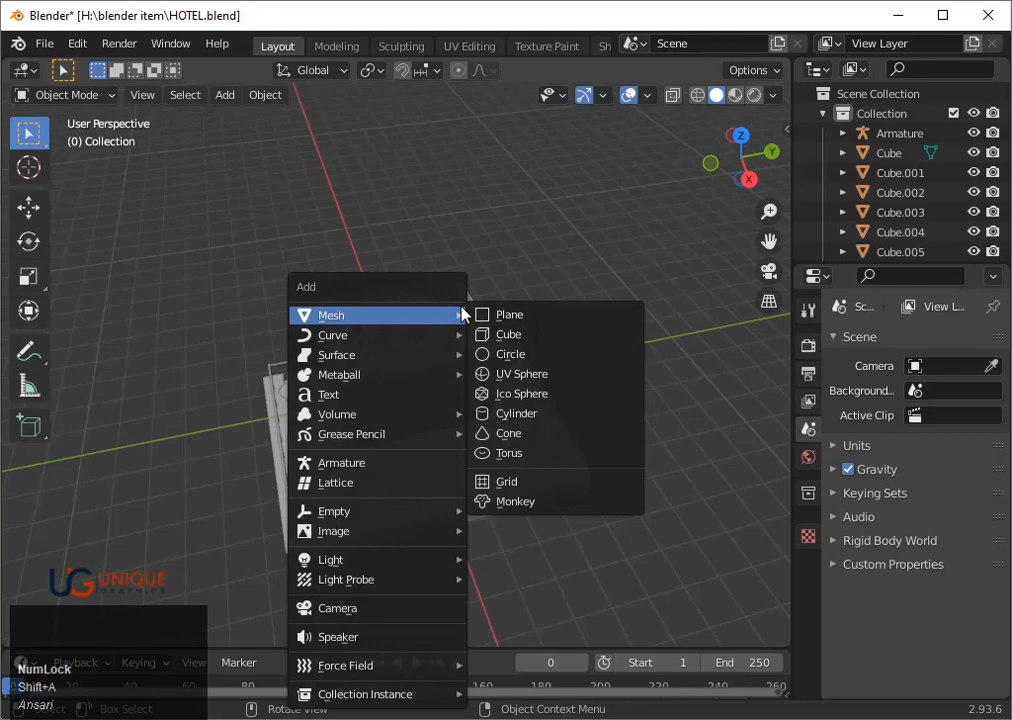 Blender* [H:\blender item\HOTEL.blend]
File Edit Render Window Help Layout Modeling Sculpting UV Editing Texture Paint Sh Scene View Layer
Global Options
Object Mode View Select Add Object
User Perspective
(0) Collection
Z
Y
X
Scene Collection
Collection
Armature
Cube
Cube.001
Cube.002
Cube.003
Cube.004
Cube.005
Add
Mesh
Curve
Surface
Metaball
Text
Volume
Grease Pencil
Armature
Lattice
Empty
Image
Light
Light Probe
Camera
Speaker
Force Field
Collection Instance
Plane
Cube
Circle
UV Sphere
Ico Sphere
Cylinder
Cone
Torus
Grid
Monkey
Sc... View L...
Scene
Camera
Background...
Active Clip
Units
Gravity
Keying Sets
Audio
Rigid Body World
Custom Properties
UG UNIQUE
GRAPHICS
Playback Keying View Marker 0 Start 1 End 250
80 160 180 200 220 240 260
NumLock
Shift+A
Ansari
Select Box Select Rotate View Object Context Menu 2.93.6